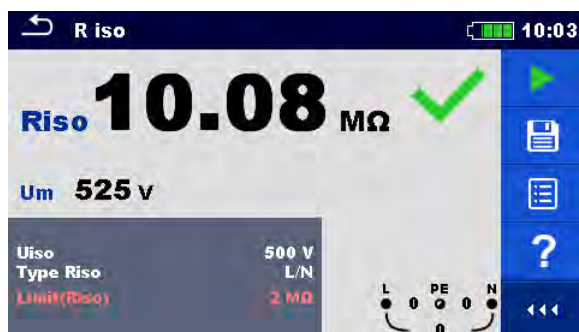 R iso 10:03
Riso 10.08 MΩ
Um 525 V
Uiso 500 V
Type Riso L/N
Limit(Riso) 2 MΩ
L PE N
0 0
0
?